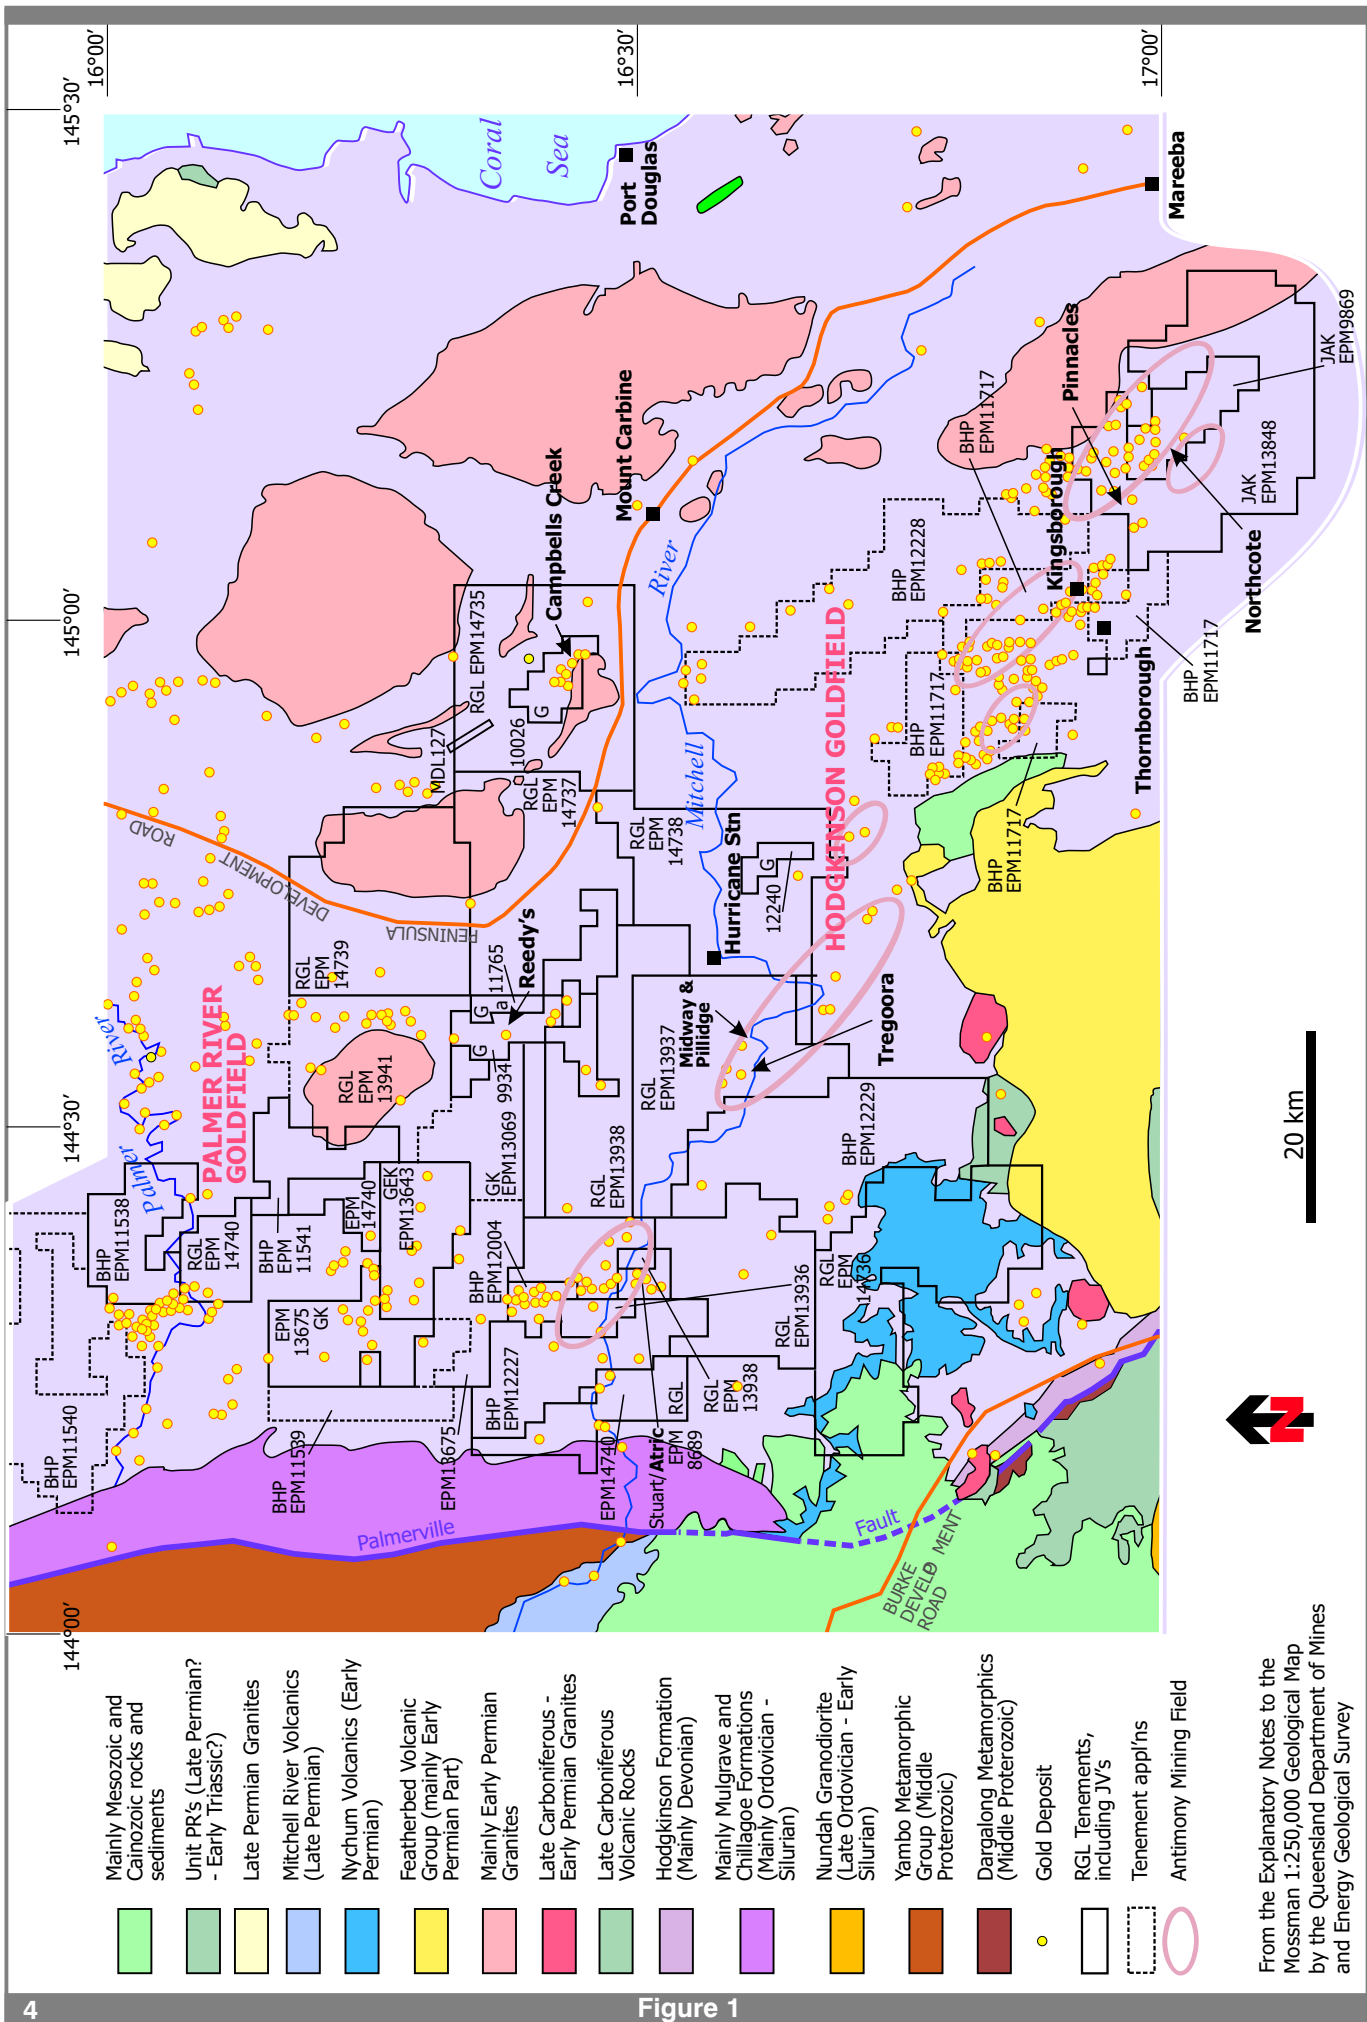 145°30′
145°00′
144°30′
144°00′
16°00′
16°30′
17°00′
Coral
Sea
Port
Douglas
Mareeba
Mount Carbine
Campbells Creek
RGL EPM14735
MDL127
10026
G
RGL
EPM
14737
RGL
EPM
14738
River
Mitchell
Hurricane Stn
12240
G
HODGKINSON GOLDFIELD
BHP
EPM12228
BHP
EPM11717
BHP
EPM11717
BHP
EPM11717
BHP
EPM11717
Kingsborough
Pinnacles
Thornborough
Northcote
JAK
EPM13848
JAK
EPM9869
ROAD
DEVELOPMENT
PENINSULA
RGL
EPM
14739
Reedy's
11765
G
a
G
9934
PALMER RIVER
GOLDFIELD
River
Palmer
RGL
EPM
13941
GK
EPM13069
RGL
EPM13938
RGL
EPM13937
Midway &
Pillidge
Tregoora
BHP
EPM12229
BHP
EPM11538
RGL
EPM
14740
BHP
EPM
11541
EPM
14740
GEK
EPM13643
BHP
EPM12004
EPM
13675
GK
BHP
EPM12227
RGL
EPM13936
RGL
EPM
14736
RGL
EPM
13938
RGL
EPM
8689
Stuart/Atric
EPM14740
EPM13675
BHP
EPM11539
BHP
EPM11540
Palmerville
Fault
BURKE
DEVELOPMENT
ROAD
20 km
N
Mainly Mesozoic and
Cainozoic rocks and
sediments
Unit PRs (Late Permian?
- Early Triassic?)
Late Permian Granites
Mitchell River Volcanics
(Late Permian)
Nychum Volcanics (Early
Permian)
Featherbed Volcanic
Group (mainly Early
Permian Part)
Mainly Early Permian
Granites
Late Carboniferous -
Early Permian Granites
Late Carboniferous
Volcanic Rocks
Hodgkinson Formation
(Mainly Devonian)
Mainly Mulgrave and
Chillagoe Formations
(Mainly Ordovician -
Silurian)
Nundah Granodiorite
(Late Ordovician - Early
Silurian)
Yambo Metamorphic
Group (Middle
Proterozoic)
Dargalong Metamorphics
(Middle Proterozoic)
Gold Deposit
RGL Tenements,
including JV's
Tenement appl'ns
Antimony Mining Field
From the Explanatory Notes to the
Mossman 1:250,000 Geological Map
by the Queensland Department of Mines
and Energy Geological Survey
4
Figure 1